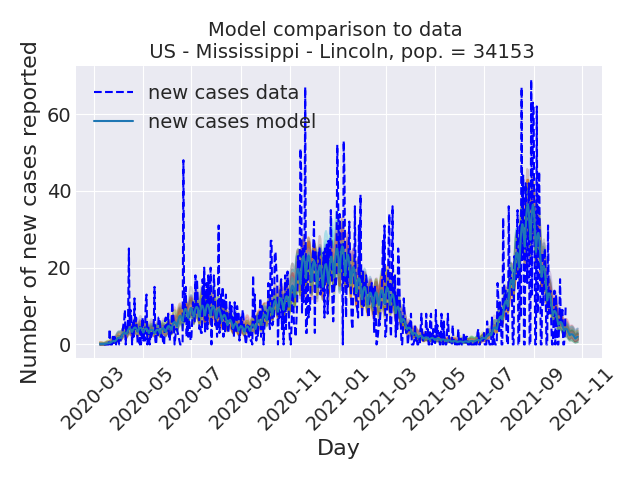 Model comparison to data
US - Mississippi - Lincoln, pop. = 34153
Number of new cases reported
new cases data
new cases model
60
40
20
0
2020-03
2020-05
2020-07
2020-09
2020-11
2021-01
2021-03
2021-05
2021-07
2021-09
2021-11
Day